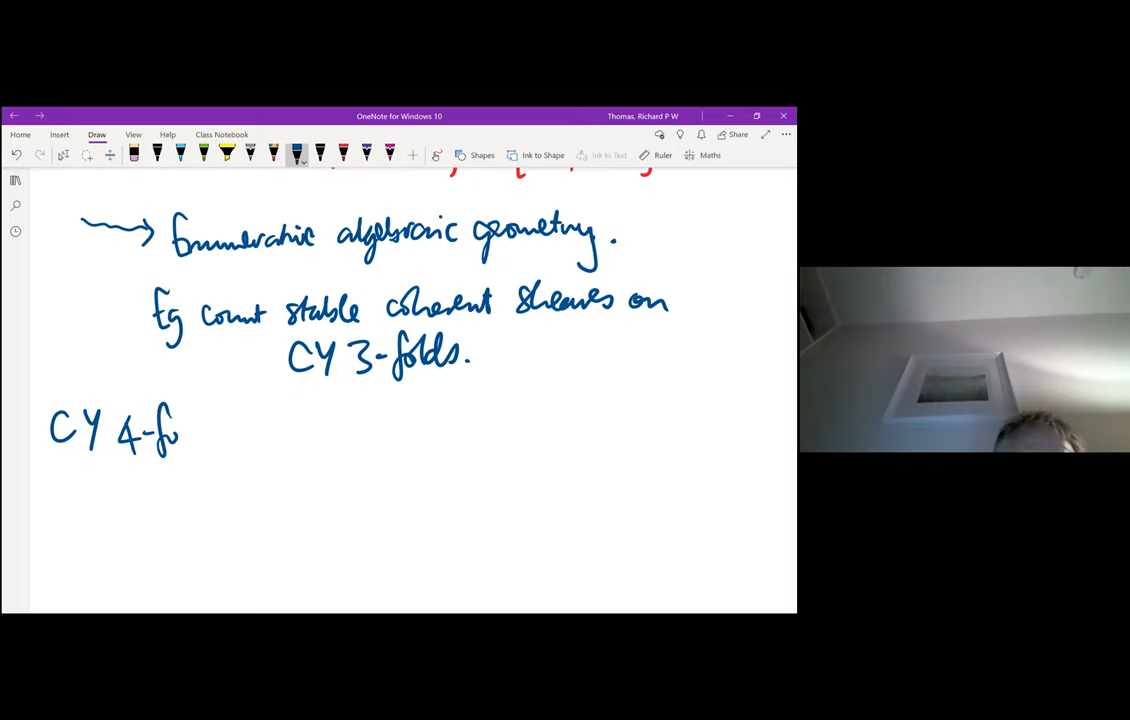 OneNote for Windows 10
Thomas, Richard P W
Home Insert Draw View Help Class Notebook
Share
Shapes Ink to Shape Ink to Text Ruler Maths
Enumerative algebraic geometry.
Eg count stable coherent sheaves on
CY 3-folds.
CY 4-fo